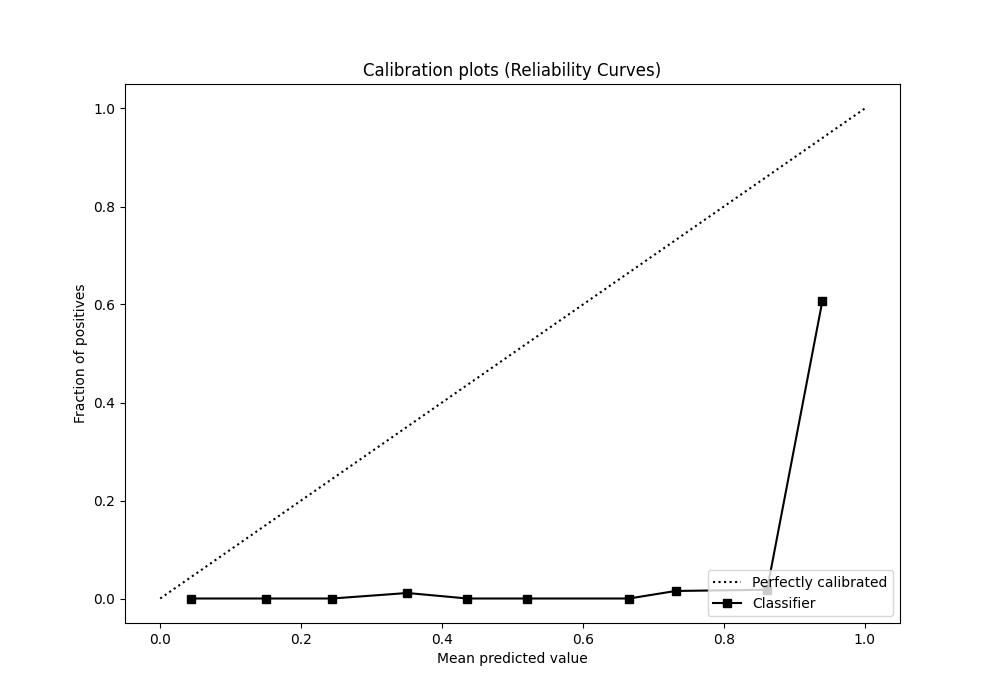 Calibration plots (Reliability Curves)
1.0
0.8
0.6
0.4
0.2
0.0
Fraction of positives
Perfectly calibrated
Classifier
0.0 0.2 0.4 0.6 0.8 1.0
Mean predicted value